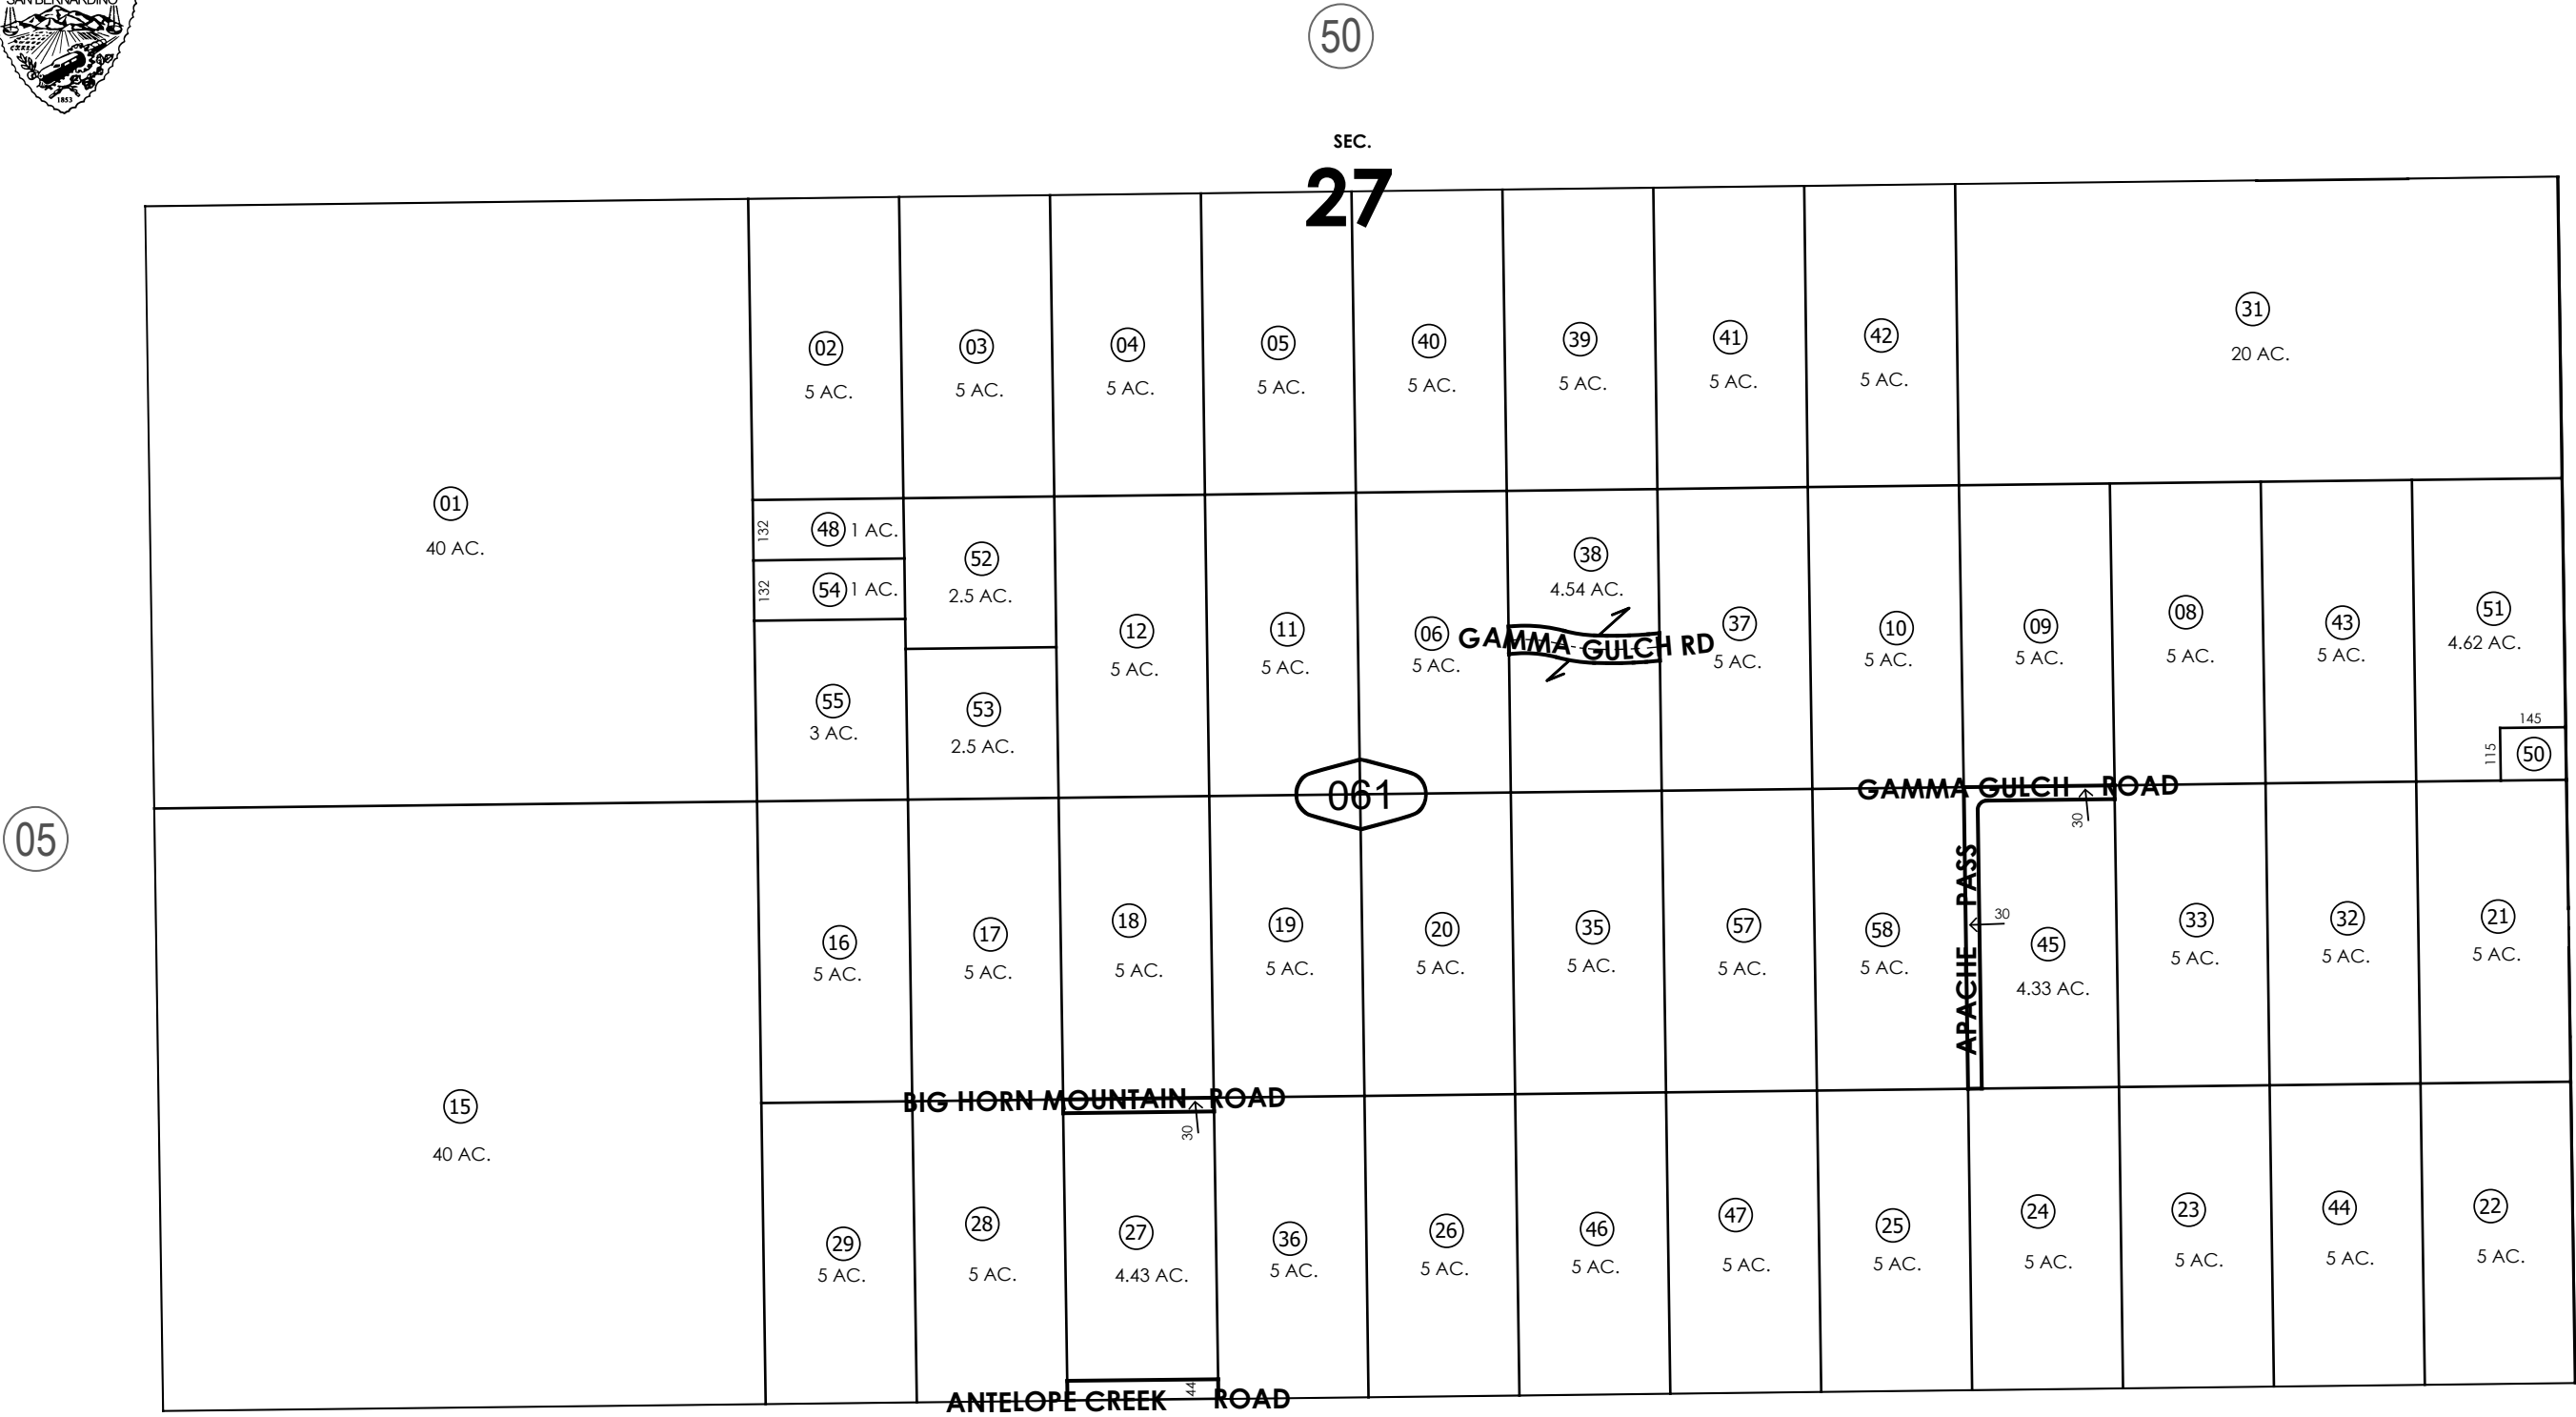 SAN BERNARDINO
1853
50
SEC.
27
05
061
01
40 AC.
02
5 AC.
03
5 AC.
04
5 AC.
05
5 AC.
40
5 AC.
39
5 AC.
41
5 AC.
42
5 AC.
31
20 AC.
132
48 1 AC.
132
54 1 AC.
55
3 AC.
52
2.5 AC.
53
2.5 AC.
12
5 AC.
11
5 AC.
06
5 AC.
38
4.54 AC.
GAMMA GULCH RD
37
5 AC.
10
5 AC.
09
5 AC.
08
5 AC.
43
5 AC.
51
4.62 AC.
145
115
50
GAMMA GULCH ROAD
30
APACHE PASS
30
15
40 AC.
16
5 AC.
17
5 AC.
18
5 AC.
19
5 AC.
20
5 AC.
35
5 AC.
57
5 AC.
58
5 AC.
45
4.33 AC.
33
5 AC.
32
5 AC.
21
5 AC.
BIG HORN MOUNTAIN ROAD
30
29
5 AC.
28
5 AC.
27
4.43 AC.
36
5 AC.
26
5 AC.
46
5 AC.
47
5 AC.
25
5 AC.
24
5 AC.
23
5 AC.
44
5 AC.
22
5 AC.
44
ANTELOPE CREEK ROAD